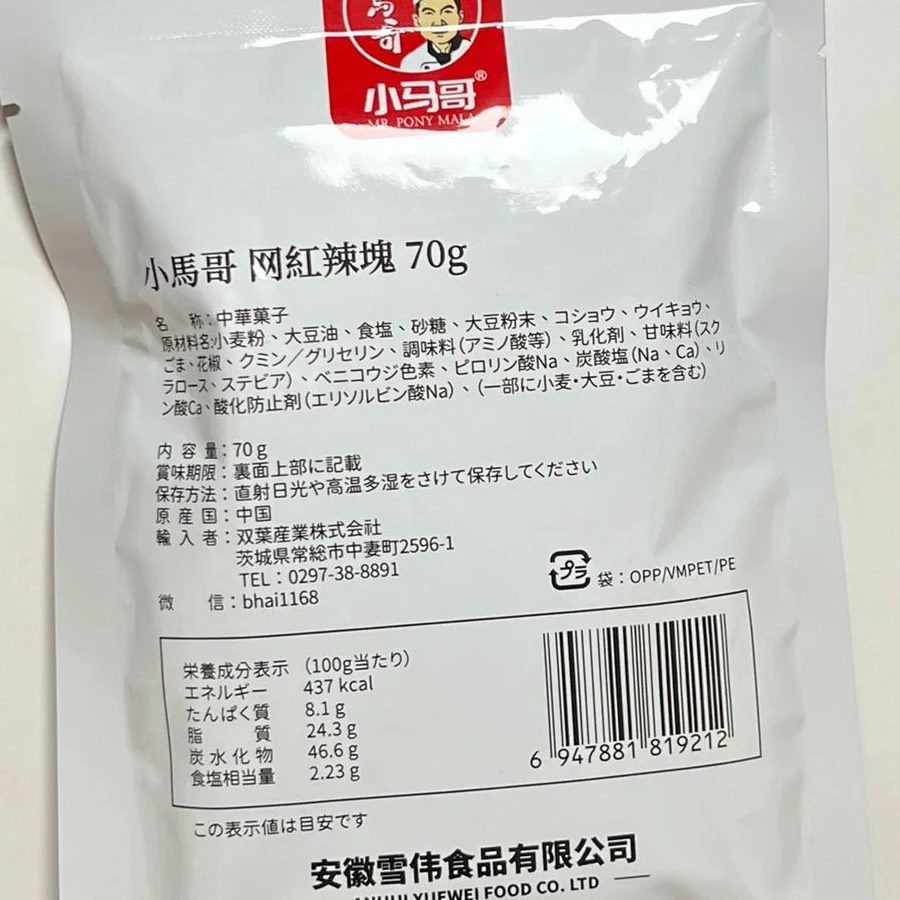 馬哥
小马哥®
MR. PONY MALA
小馬哥 网紅辣塊 70g
名 称：中華菓子
原材料名:小麦粉、大豆油、食塩、砂糖、大豆粉末、コショウ、ウイキョウ、
ごま、花椒、クミン／グリセリン、調味料（アミノ酸等）、乳化剤、甘味料（スク
ラロース、ステビア）、ベニコウジ色素、ピロリン酸Na、炭酸塩（Na、Ca）、リ
ン酸Ca、酸化防止剤（エリソルビン酸Na）、（一部に小麦・大豆・ごまを含む）
内 容 量：70g
賞味期限：裏面上部に記載
保存方法：直射日光や高温多湿をさけて保存してください
原 産 国：中国
輸 入 者：双葉産業株式会社
茨城県常総市中妻町2596-1
TEL：0297-38-8891
微 信：bhai1168
プラ 袋：OPP/VMPET/PE
栄養成分表示 （100g当たり）
エネルギー 437 kcal
たんぱく質 8.1 g
脂 質 24.3 g
炭 水 化 物 46.6 g
食塩相当量 2.23 g
6 947881 819212
この表示値は目安です
安徽雪伟食品有限公司
ANHUI XUEWEI FOOD CO. LTD